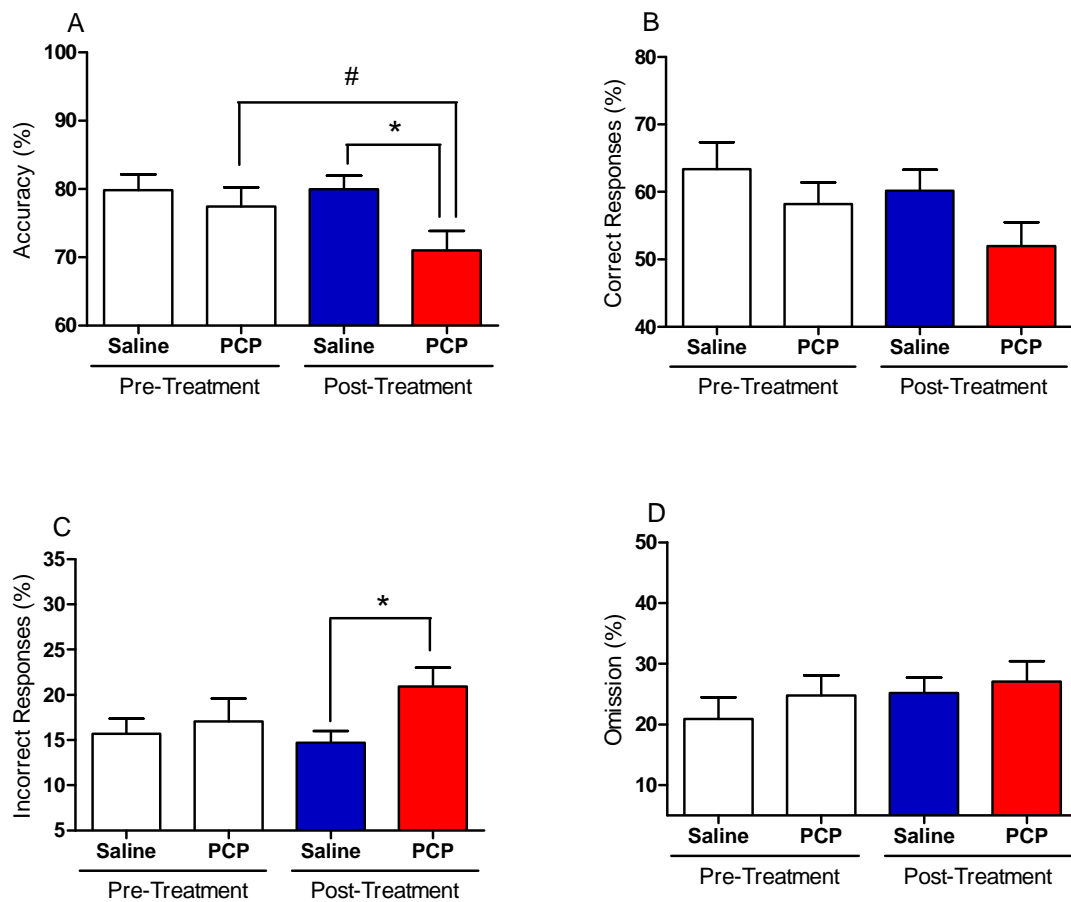 A
Accuracy (%)
100
90
80
70
60
#
*
Saline PCP Saline PCP
Pre-Treatment Post-Treatment
B
Correct Responses (%)
80
70
60
50
40
Saline PCP Saline PCP
Pre-Treatment Post-Treatment
C
Incorrect Responses (%)
35
30
25
20
15
10
5
*
Saline PCP Saline PCP
Pre-Treatment Post-Treatment
D
Omission (%)
50
40
30
20
10
Saline PCP Saline PCP
Pre-Treatment Post-Treatment